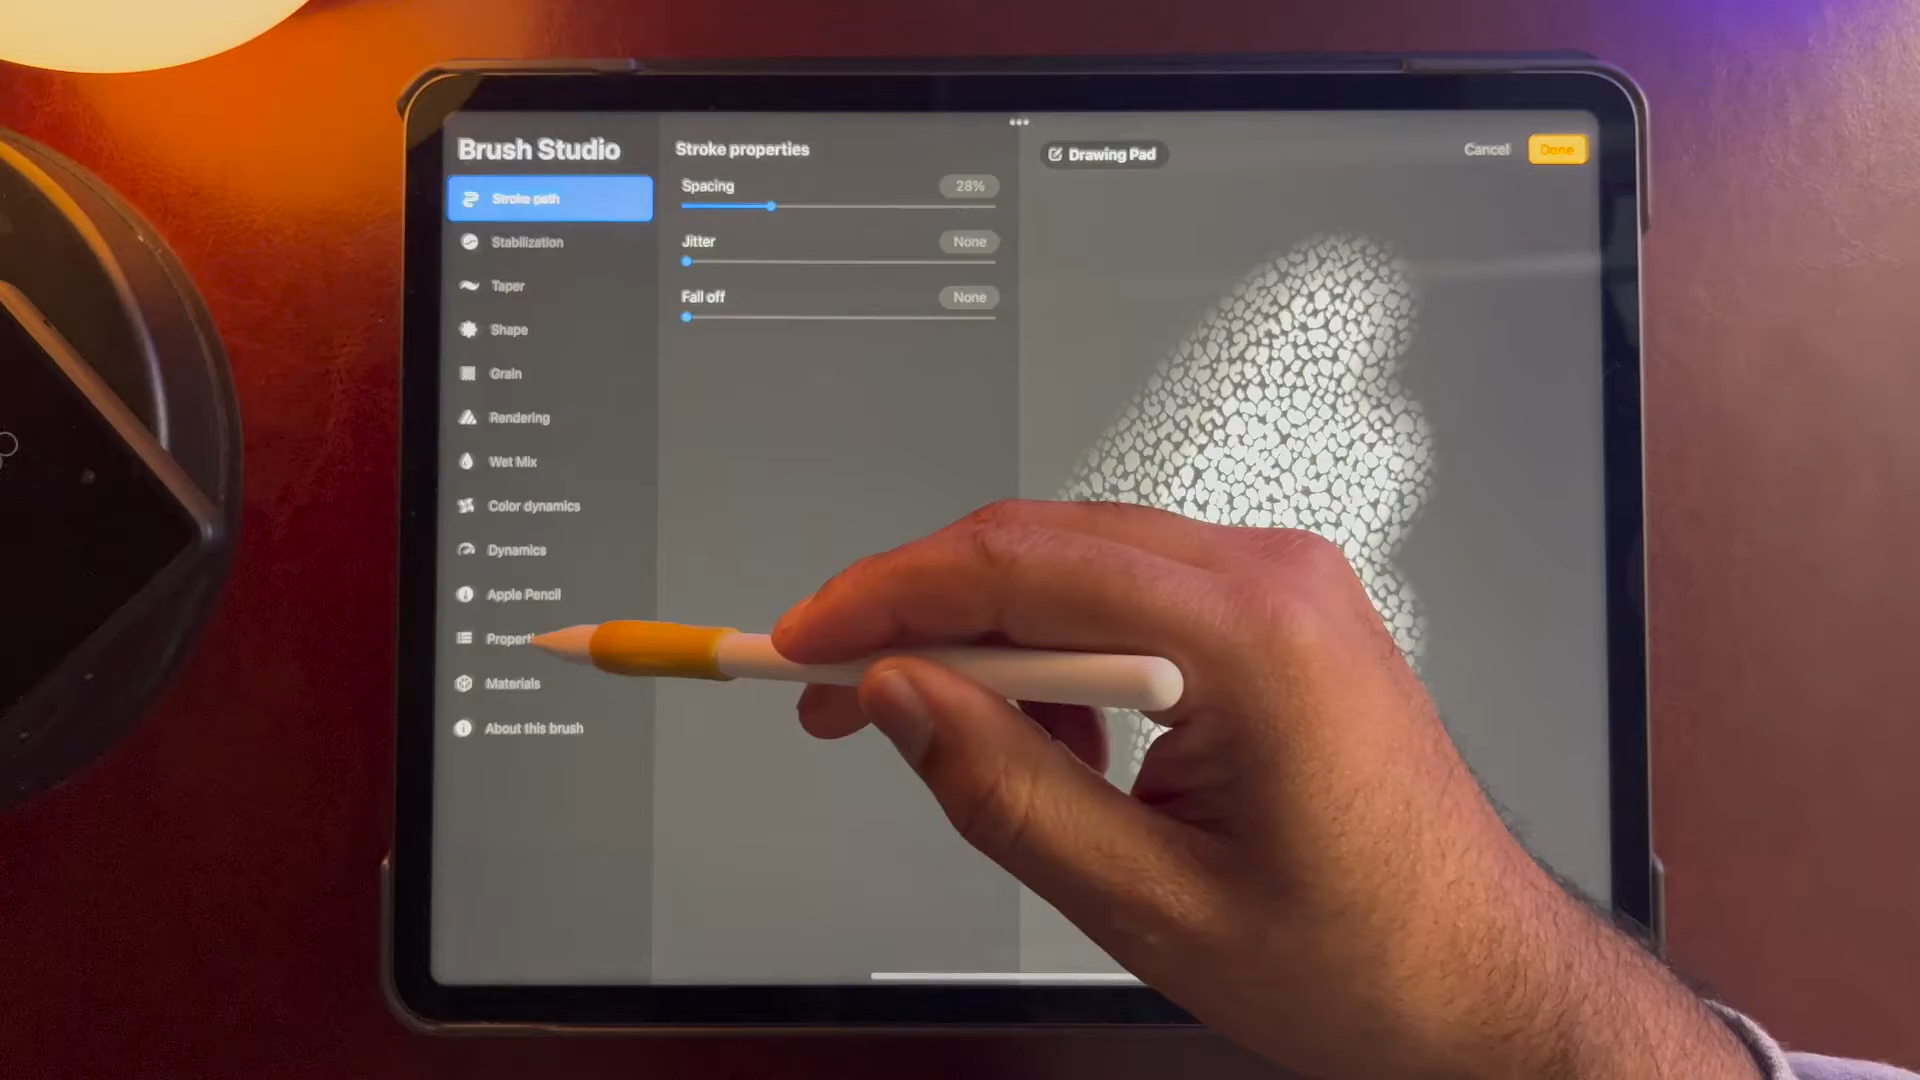 Brush Studio
Stroke path
Stabilization
Taper
Shape
Grain
Rendering
Wet Mix
Color dynamics
Dynamics
Apple Pencil
Materials
About this brush
Stroke properties
Spacing 28%
Jitter None
Fall off None
Drawing Pad
Cancel
Done